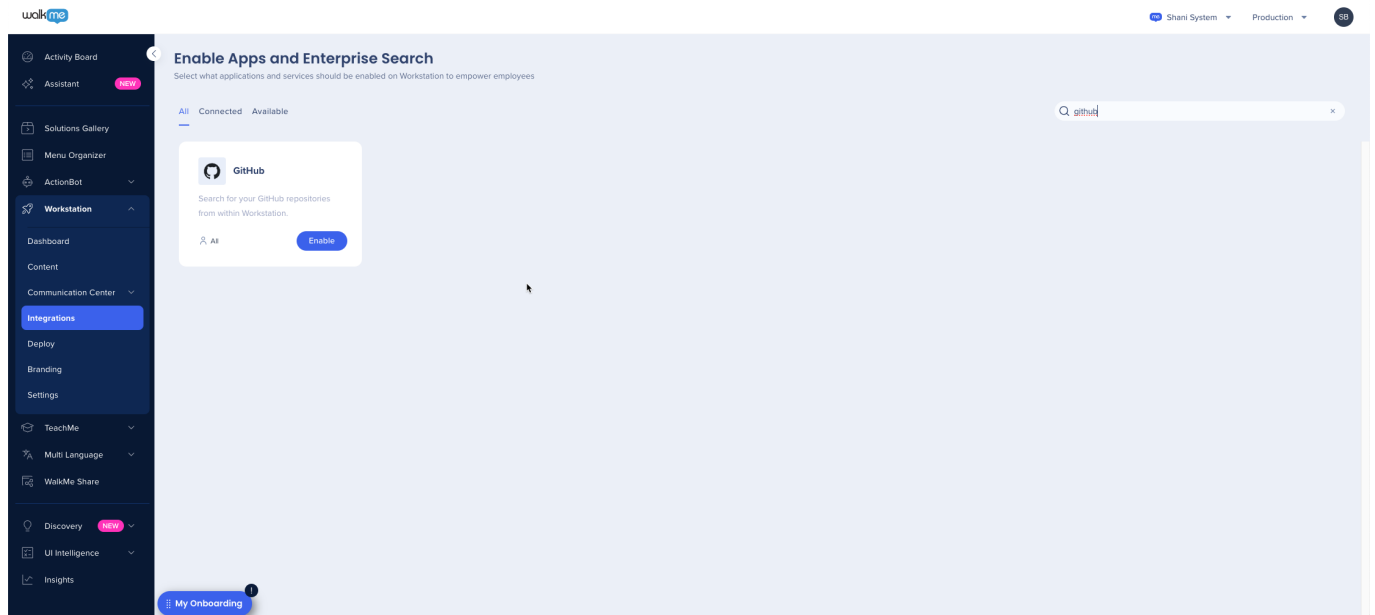 walkme
me Shani System
Production
SB
Activity Board
Assistant NEW
Solutions Gallery
Menu Organizer
ActionBot
Workstation
Dashboard
Content
Communication Center
Integrations
Deploy
Branding
Settings
TeachMe
Multi Language
WalkMe Share
Discovery NEW
UI Intelligence
Insights
Enable Apps and Enterprise Search
Select what applications and services should be enabled on Workstation to empower employees
All Connected Available
github
GitHub
Search for your GitHub repositories
from within Workstation.
All
Enable
My Onboarding